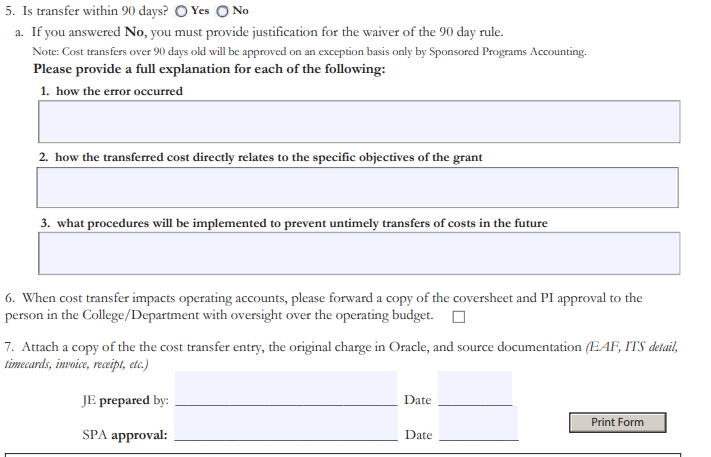 5. Is transfer within 90 days? Yes No
a. If you answered No, you must provide justification for the waiver of the 90 day rule.
Note: Cost transfers over 90 days old will be approved on an exception basis only by Sponsored Programs Accounting.
Please provide a full explanation for each of the following:
1. how the error occurred
2. how the transferred cost directly relates to the specific objectives of the grant
3. what procedures will be implemented to prevent untimely transfers of costs in the future
6. When cost transfer impacts operating accounts, please forward a copy of the coversheet and PI approval to the
person in the College/Department with oversight over the operating budget.
7. Attach a copy of the the cost transfer entry, the original charge in Oracle, and source documentation (EAF, ITS detail,
timecards, invoice, receipt, etc.)
JE prepared by: Date
Print Form
SPA approval: Date